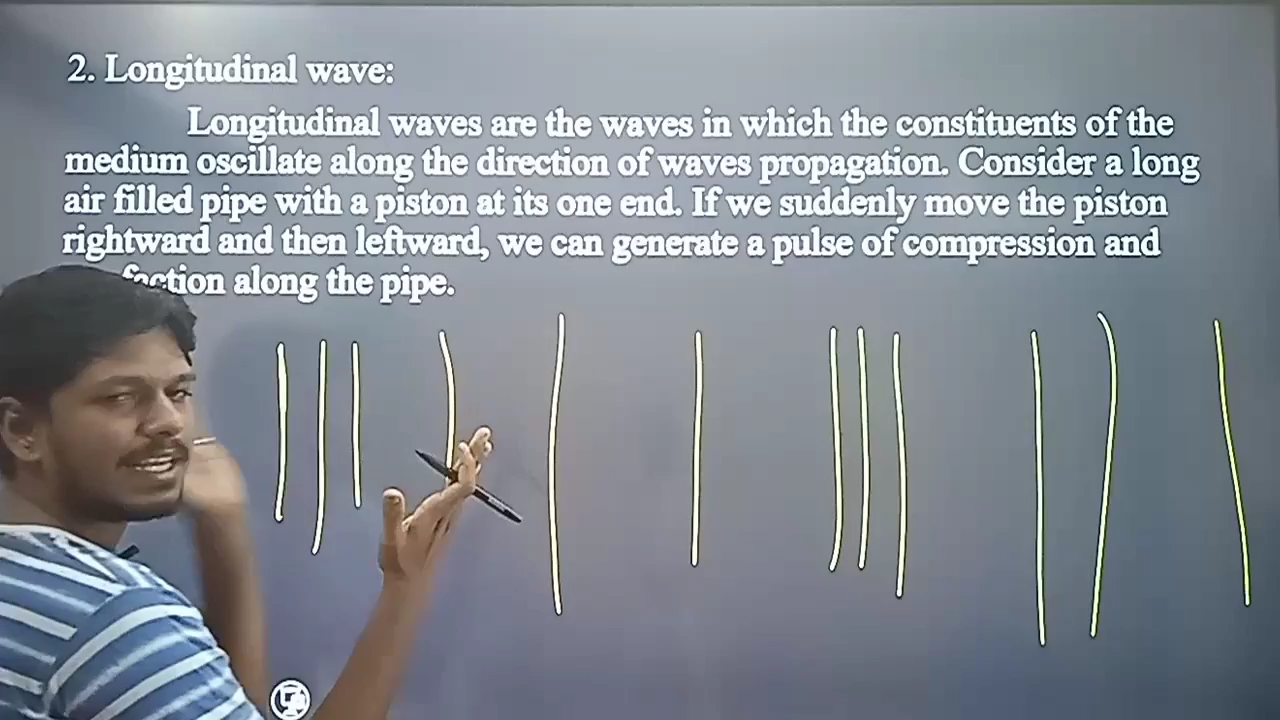 2. Longitudinal wave:
Longitudinal waves are the waves in which the constituents of the
medium oscillate along the direction of waves propagation. Consider a long
air filled pipe with a piston at its one end. If we suddenly move the piston
rightward and then leftward, we can generate a pulse of compression and
along the pipe.